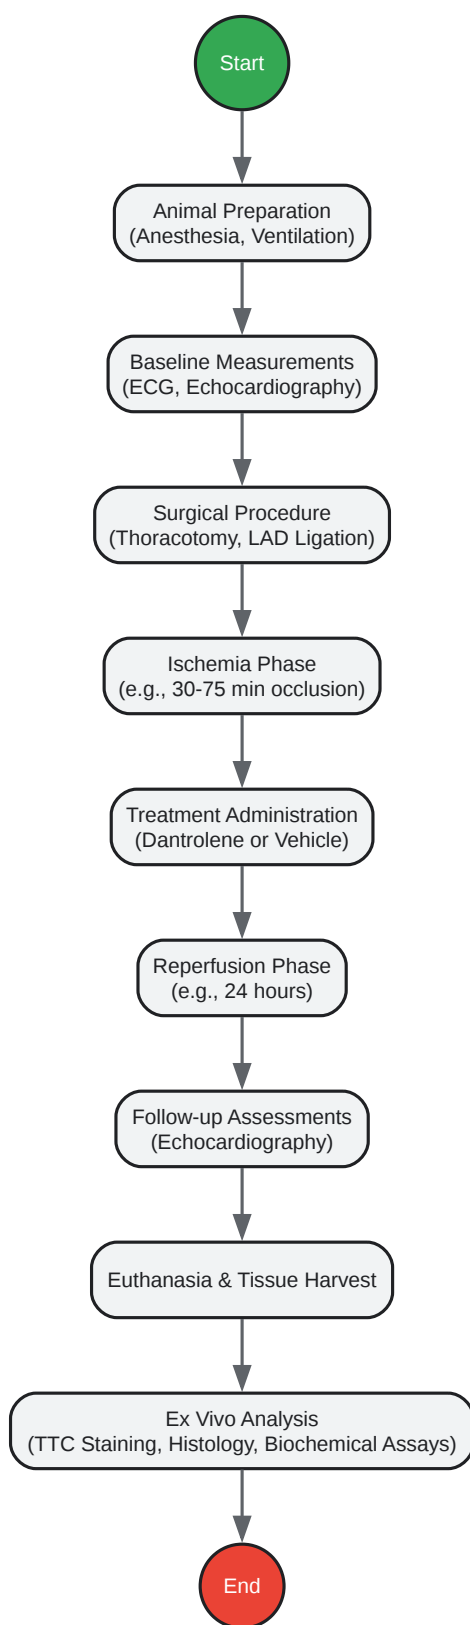 Start
Animal Preparation
(Anesthesia, Ventilation)
Baseline Measurements
(ECG, Echocardiography)
Surgical Procedure
(Thoracotomy, LAD Ligation)
Ischemia Phase
(e.g., 30-75 min occlusion)
Treatment Administration
(Dantrolene or Vehicle)
Reperfusion Phase
(e.g., 24 hours)
Follow-up Assessments
(Echocardiography)
Euthanasia & Tissue Harvest
Ex Vivo Analysis
(TTC Staining, Histology, Biochemical Assays)
End